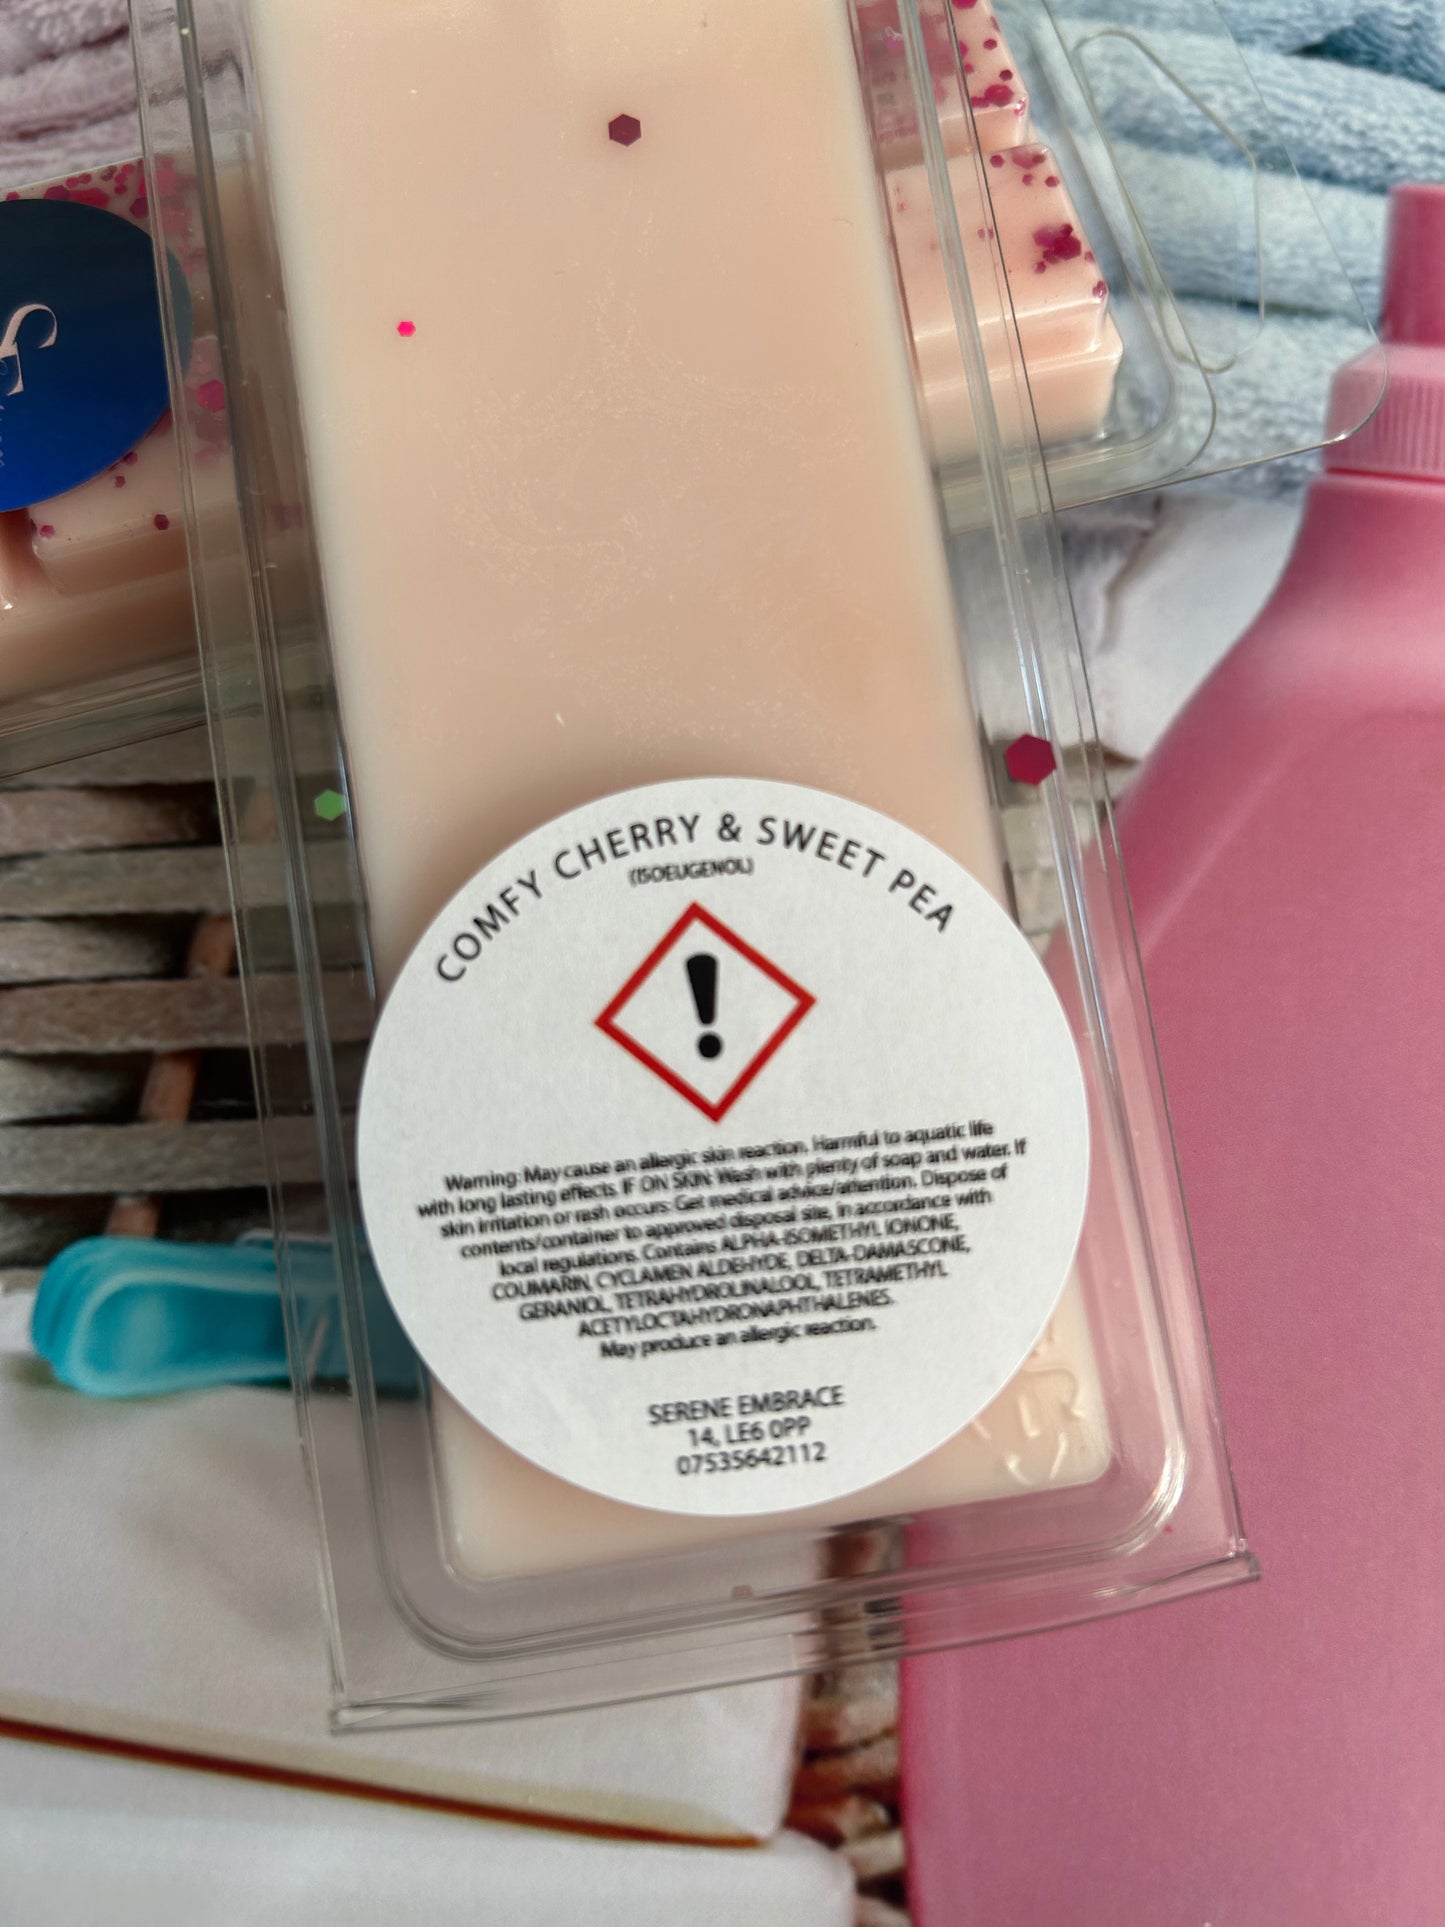 COMFY CHERRY & SWEET PEA
(ISOEUGENOL)
Warning: May cause an allergic skin reaction. Harmful to aquatic life
with long lasting effects. IF ON SKIN: Wash with plenty of soap and water. If
skin irritation or rash occurs: Get medical advice/attention. Dispose of
contents/container to approved disposal site, in accordance with
local regulations. Contains ALPHA-ISOMETHYL IONONE,
COUMARIN, CYCLAMEN ALDEHYDE, DELTA-DAMASCONE,
GERANIOL, TETRAHYDROLINALOOL, TETRAMETHYL
ACETYLOCTAHYDRONAPHTHALENES.
May produce an allergic reaction.
SERENE EMBRACE
14, LE6 0PP
07535642112